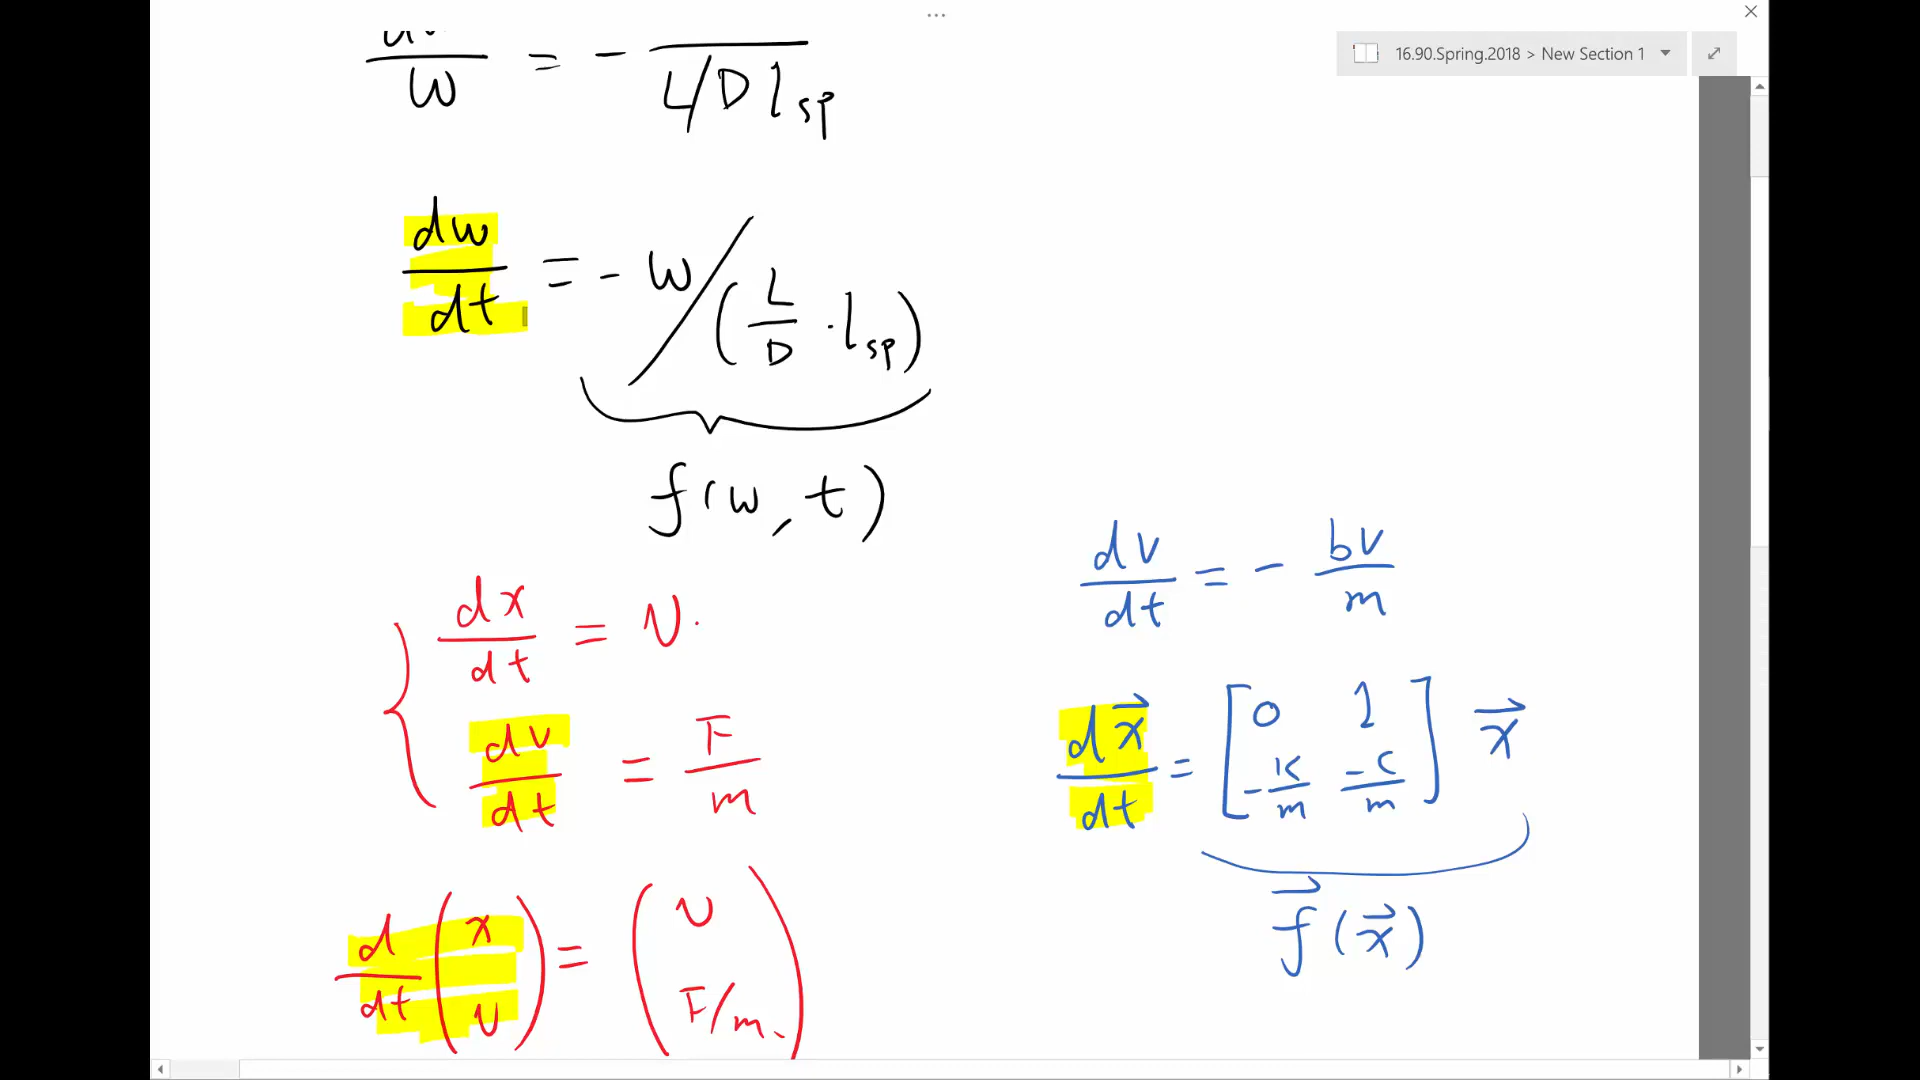 16.90.Spring.2018 > New Section 1
W = - L/D Isp
dw/dt = - w/(L/D · Isp)
f(w, t)
dx/dt = v.
dv/dt = F/m
d/dt (x v) = (v F/m.)
dv/dt = - bv/m
dx⃗/dt = [0 1 -k/m -c/m] x⃗
f⃗(x⃗)